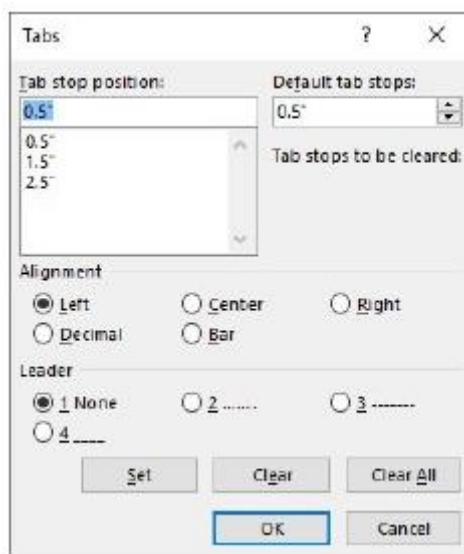 Tabs ? X
Tab stop position: Default tab stops:
0.5" 0.5"
0.5"
1.5"
2.5"
Tab stops to be cleared:
Alignment
Left Center Right
Decimal Bar
Leader
1 None 2 ....... 3 -------
4 ____
Set Clear Clear All
OK Cancel